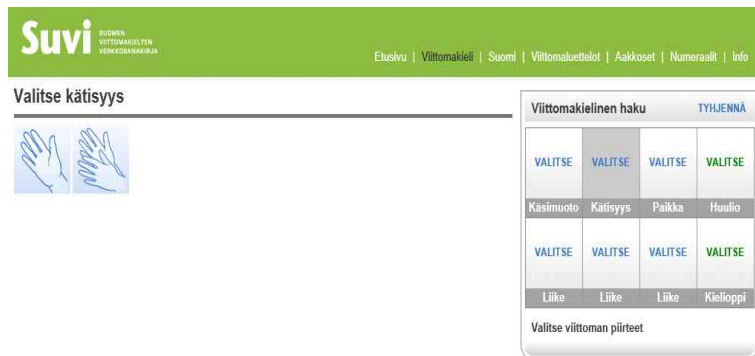 Suvi SUOMEN
VIITTOMAKIELTEN
VERKKOSANAKIRJA
Etusivu | Viittomakieli | Suomi | Viittomaluettelot | Aakkoset | Numeraalit | Info
Valitse kätisyys
Viittomakielinen haku TYHJENNÄ
VALITSE VALITSE VALITSE VALITSE
Käsimuoto Kätisyys Paikka Huulio
VALITSE VALITSE VALITSE VALITSE
Liike Liike Liike Kielioppi
Valitse viittoman piirteet